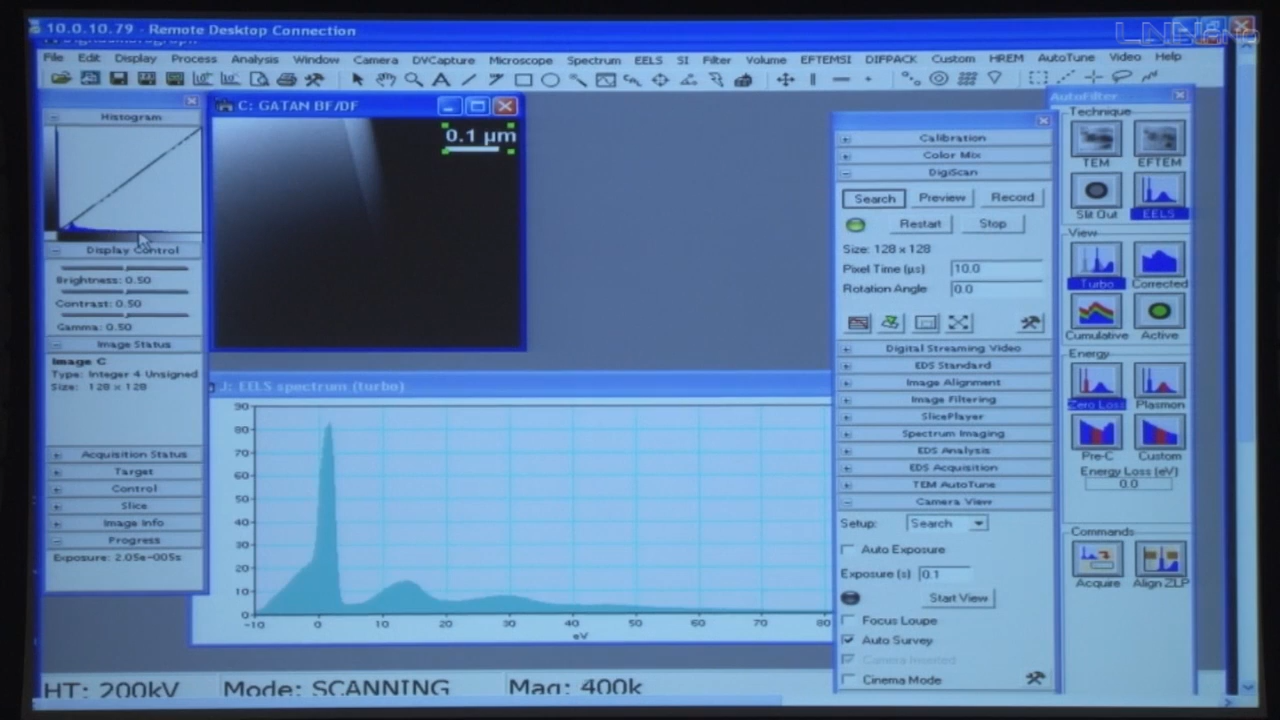 10.0.10.79 - Remote Desktop Connection
LNNano
File Edit Display Process Analysis Window Camera DVCapture Microscope Spectrum EELS SI Filter Volume EFTEMSI DIFPACK Custom HREM AutoTune Video Help
Histogram
Display Control
Brightness: 0.50
Contrast: 0.50
Gamma: 0.50
Image Status
Image C
Type: Integer 4 Unsigned
Size: 128 x 128
Acquisition Status
Target
Control
Slice
Image Info
Progress
Exposure: 2.05e-005s
C: GATAN BF/DF
0.1 µm
J: EELS spectrum (turbo)
90
80
70
60
50
40
30
20
10
0
-10 0 10 20 30 40 50 60 70 80
eV
Calibration
Color Mix
DigiScan
Search Preview Record
Restart Stop
Size: 128 x 128
Pixel Time (µs) 10.0
Rotation Angle 0.0
Digital Streaming Video
EDS Standard
Image Alignment
Image Filtering
SlicePlayer
Spectrum Imaging
EDS Analysis
EDS Acquisition
TEM AutoTune
Camera View
Setup: Search
Auto Exposure
Exposure (s) 0.1
Start View
Focus Loupe
Auto Survey
Camera Inverted
Cinema Mode
AutoFilter
Technique
TEM EFTEM
Slit Out EELS
View
Turbo Corrected
Cumulative Active
Energy
Zero Loss Plasmon
Pre-C Custom
Energy Loss (eV)
0.0
Commands
Acquire Align ZLP
HT: 200kV Mode: SCANNING Mag: 400k